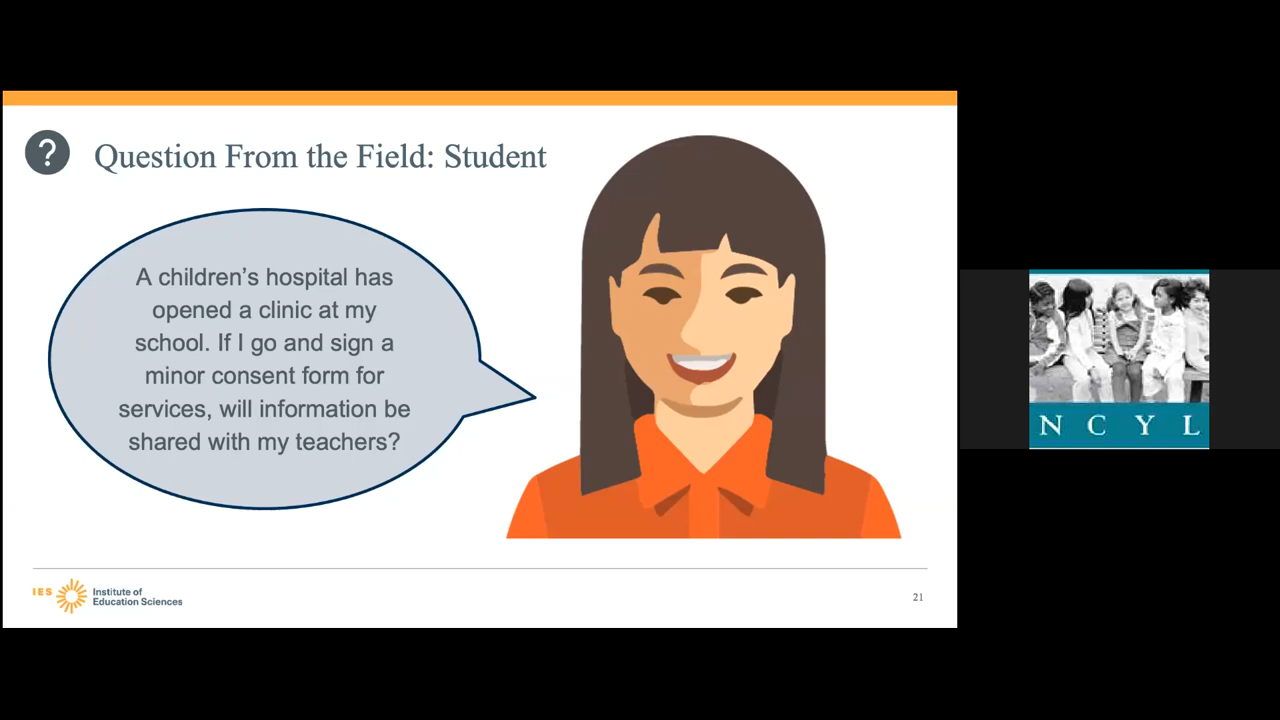 ?
Question From the Field: Student
A children’s hospital has
opened a clinic at my
school. If I go and sign a
minor consent form for
services, will information be
shared with my teachers?
IES
Institute of
Education Sciences
21
N C Y L